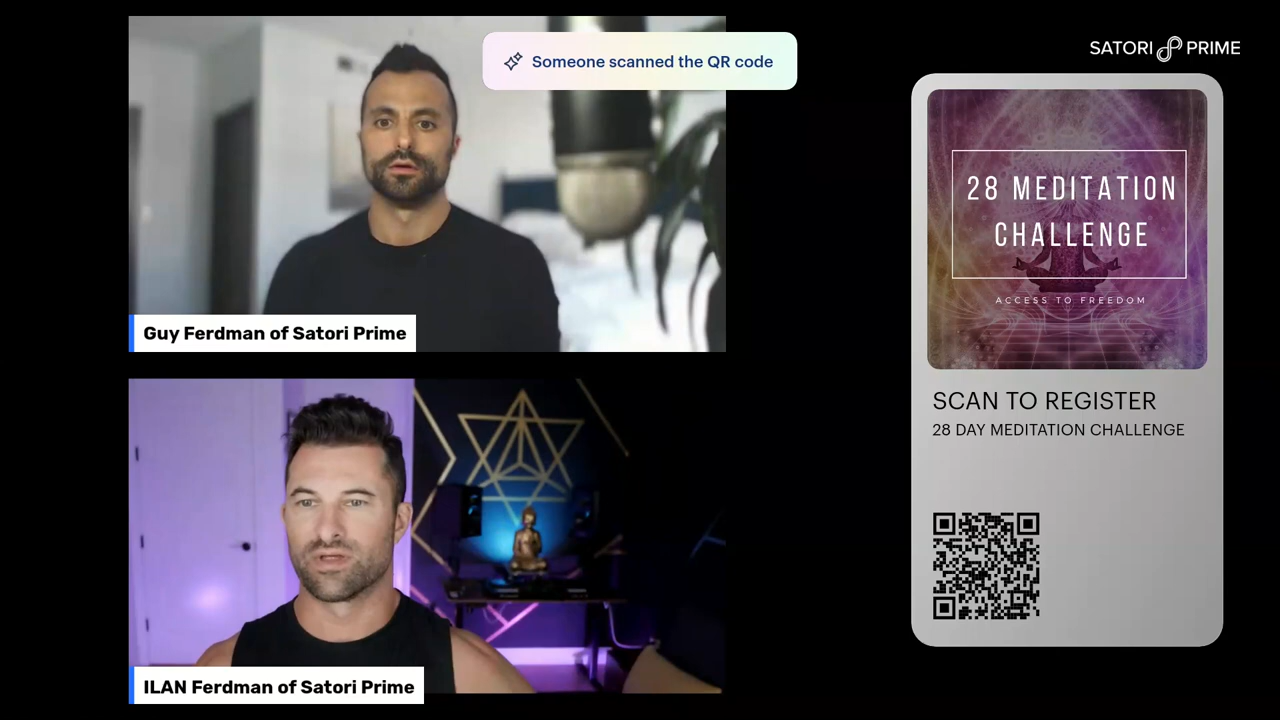 Someone scanned the QR code
SATORI PRIME
28 MEDITATION
CHALLENGE
ACCESS TO FREEDOM
Guy Ferdman of Satori Prime
SCAN TO REGISTER
28 DAY MEDITATION CHALLENGE
ILAN Ferdman of Satori Prime